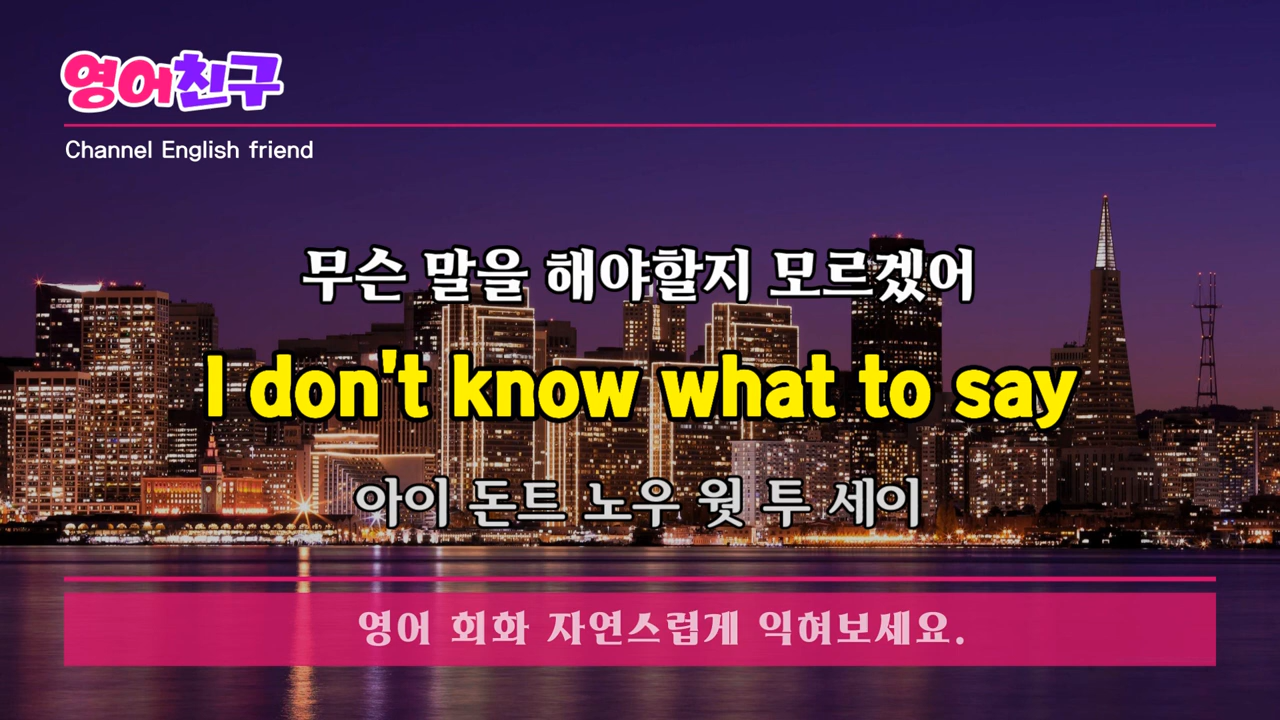 영어친구
Channel English friend
무슨 말을 해야할지 모르겠어
I don't know what to say
아이 돈트 노우 웟 투 세이
영어 회화 자연스럽게 익혀보세요.